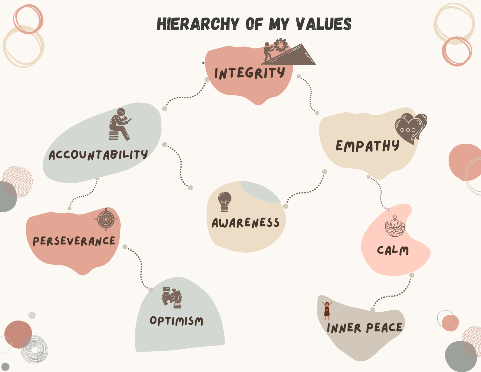 HIERARCHY OF MY VALUES
INTEGRITY
ACCOUNTABILITY
EMPATHY
AWARENESS
PERSEVERANCE
CALM
OPTIMISM
INNER PEACE